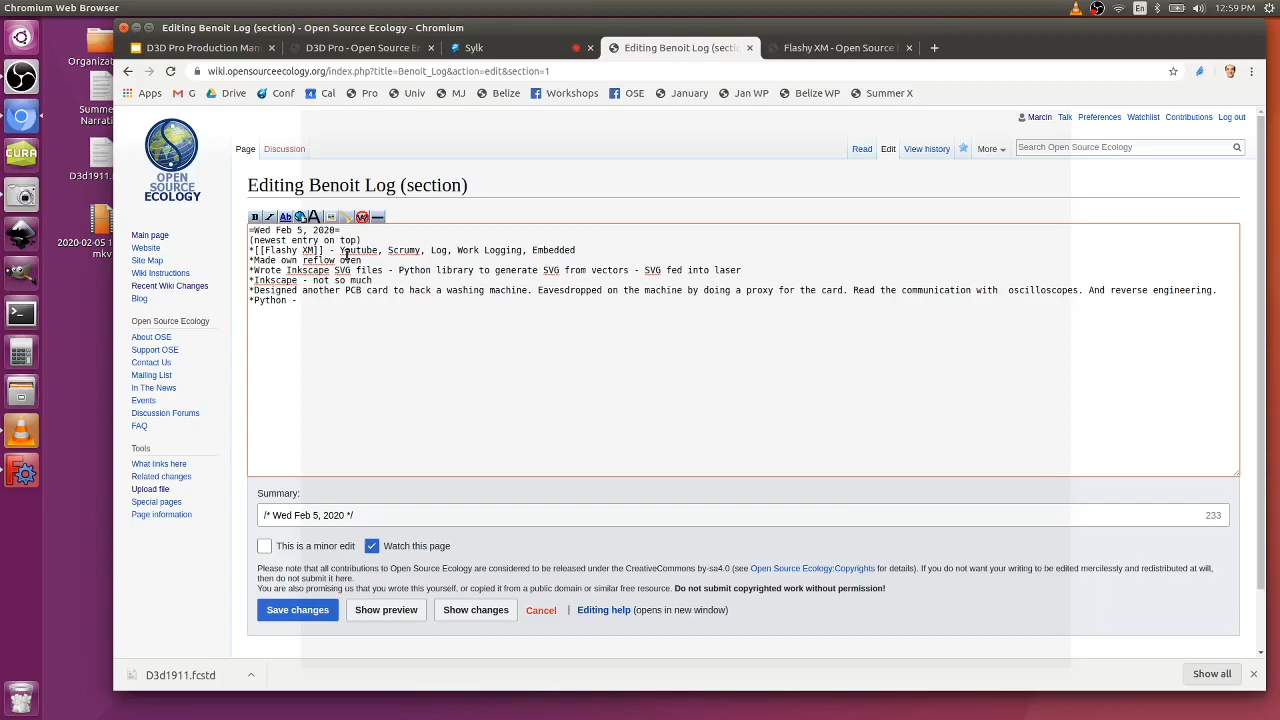 Chromium Web Browser
En
12:59 PM
Editing Benoit Log (section) - Open Source Ecology - Chromium
D3D Pro Production Man
D3D Pro - Open Source Ec
Sylk
Editing Benoit Log (sectio
Flashy XM - Open Source
wiki.opensourceecology.org/index.php?title=Benoit_Log&action=edit&section=1
Apps
G
Drive
Conf
Cal
Pro
Univ
MJ
Belize
Workshops
OSE
January
Jan WP
Belize WP
Summer X
Organizat
Summe
Narrati
D3d1911.
2020-02-05 1
mkv
CURA
OPEN
SOURCE
ECOLOGY
Marcin
Talk
Preferences
Watchlist
Contributions
Log out
Page
Discussion
Read
Edit
View history
More
Search Open Source Ecology
Editing Benoit Log (section)
=Wed Feb 5, 2020=
(newest entry on top)
*[[Flashy XM]] - Youtube, Scrumy, Log, Work Logging, Embedded
*Made own reflow oven
*Wrote Inkscape SVG files - Python library to generate SVG from vectors - SVG fed into laser
*Inkscape - not so much
*Designed another PCB card to hack a washing machine. Eavesdropped on the machine by doing a proxy for the card. Read the communication with  oscilloscopes. And reverse engineering.
*Python -
Main page
Website
Site Map
Wiki Instructions
Recent Wiki Changes
Blog
Open Source Ecology
About OSE
Support OSE
Contact Us
Mailing List
In The News
Events
Discussion Forums
FAQ
Tools
What links here
Related changes
Upload file
Special pages
Page information
Summary:
/* Wed Feb 5, 2020 */
233
This is a minor edit
Watch this page
Please note that all contributions to Open Source Ecology are considered to be released under the CreativeCommons by-sa4.0 (see Open Source Ecology:Copyrights for details). If you do not want your writing to be edited mercilessly and redistributed at will,
then do not submit it here.
You are also promising us that you wrote this yourself, or copied it from a public domain or similar free resource. Do not submit copyrighted work without permission!
Save changes
Show preview
Show changes
Cancel
Editing help (opens in new window)
D3d1911.fcstd
Show all